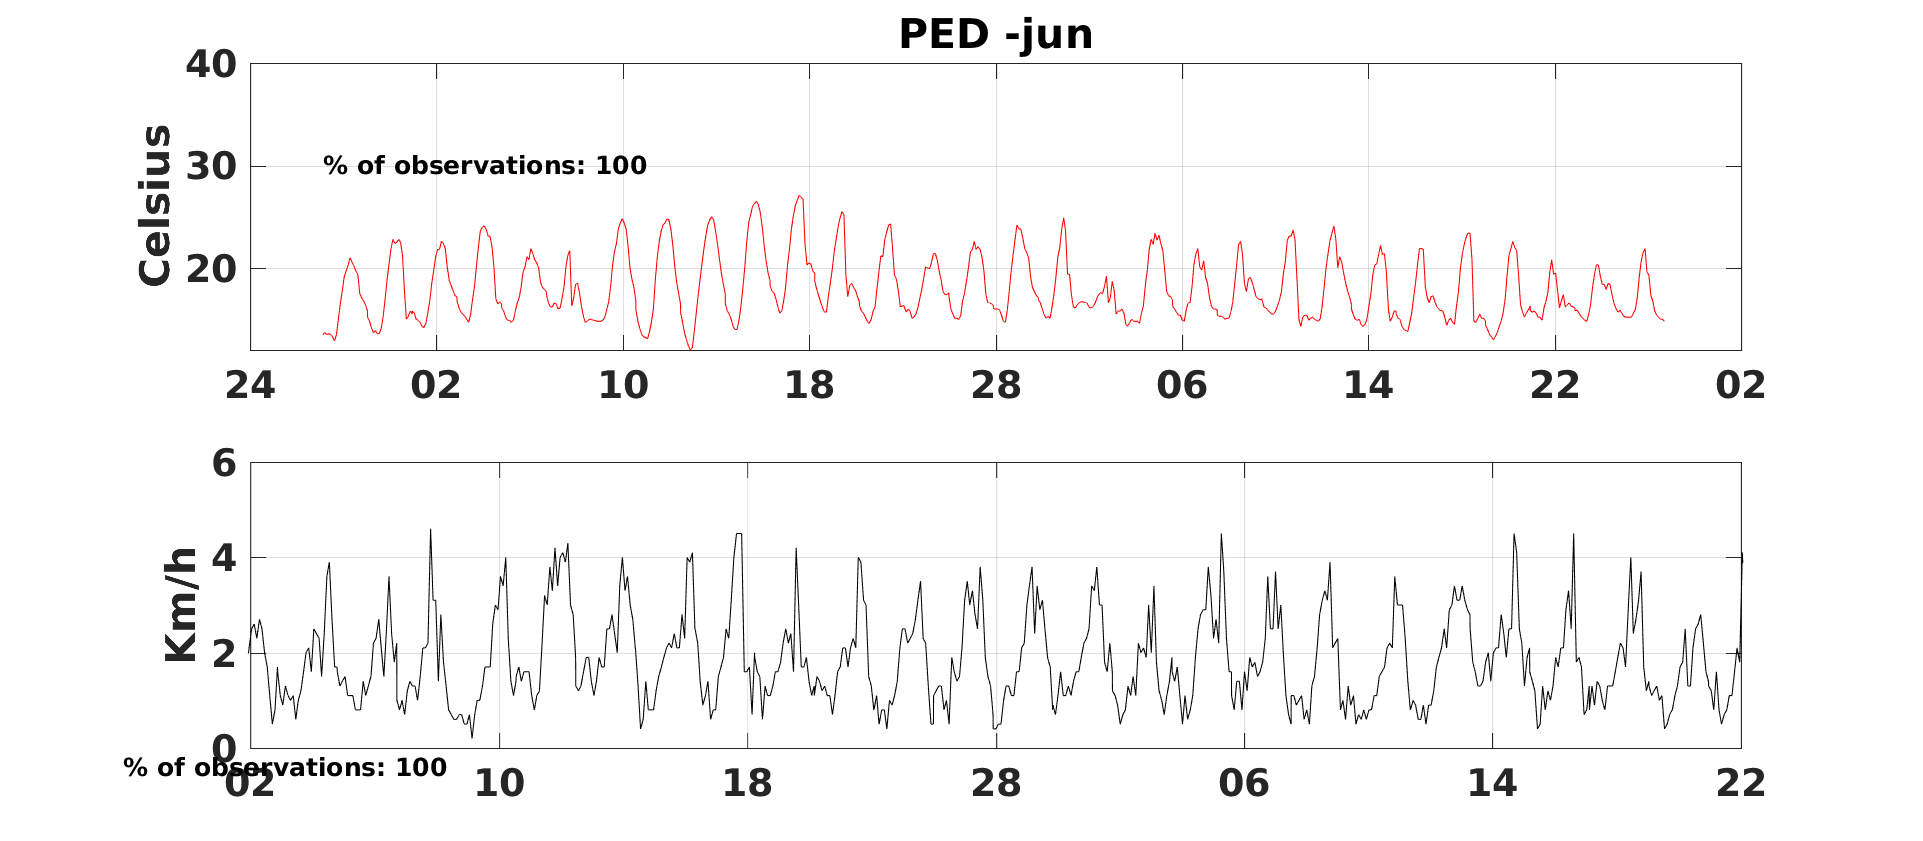 PED -jun
40
30
20
Celsius
% of observations: 100
24 02 10 18 28 06 14 22 02
6
4
2
0
Km/h
% of observations: 100
02 10 18 28 06 14 22